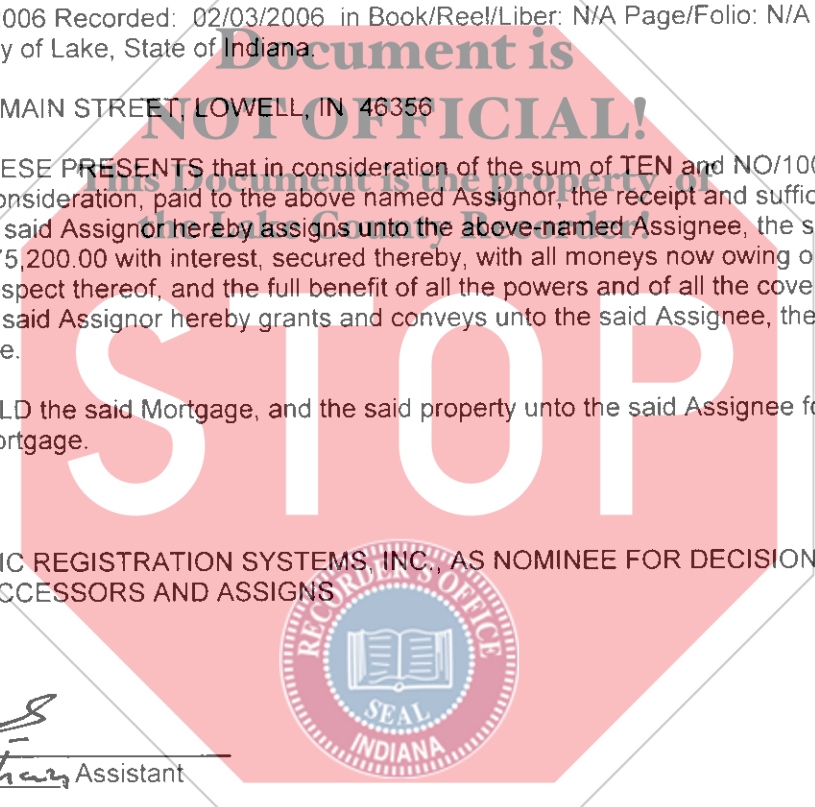 006 Recorded: 02/03/2006 in Book/Reel/Liber: N/A Page/Folio: N/A
y of Lake, State of Indiana.
Document is
MAIN STREET, LOWELL, IN 46356
NOT OFFICIAL!
ESE PRESENTS that in consideration of the sum of TEN and NO/100
This Document is the property of
onsideration, paid to the above named Assignor, the receipt and suffic
the Lake County Recorder!
said Assignor hereby assigns unto the above-named Assignee, the s
75,200.00 with interest, secured thereby, with all moneys now owing o
spect thereof, and the full benefit of all the powers and of all the cove
said Assignor hereby grants and conveys unto the said Assignee, the
e.
STOP
LD the said Mortgage, and the said property unto the said Assignee fo
ortgage.
IC REGISTRATION SYSTEMS, INC., AS NOMINEE FOR DECISION
CCESSORS AND ASSIGNS
RECORDER'S OFFICE
SEAL
INDIANA
Assistant